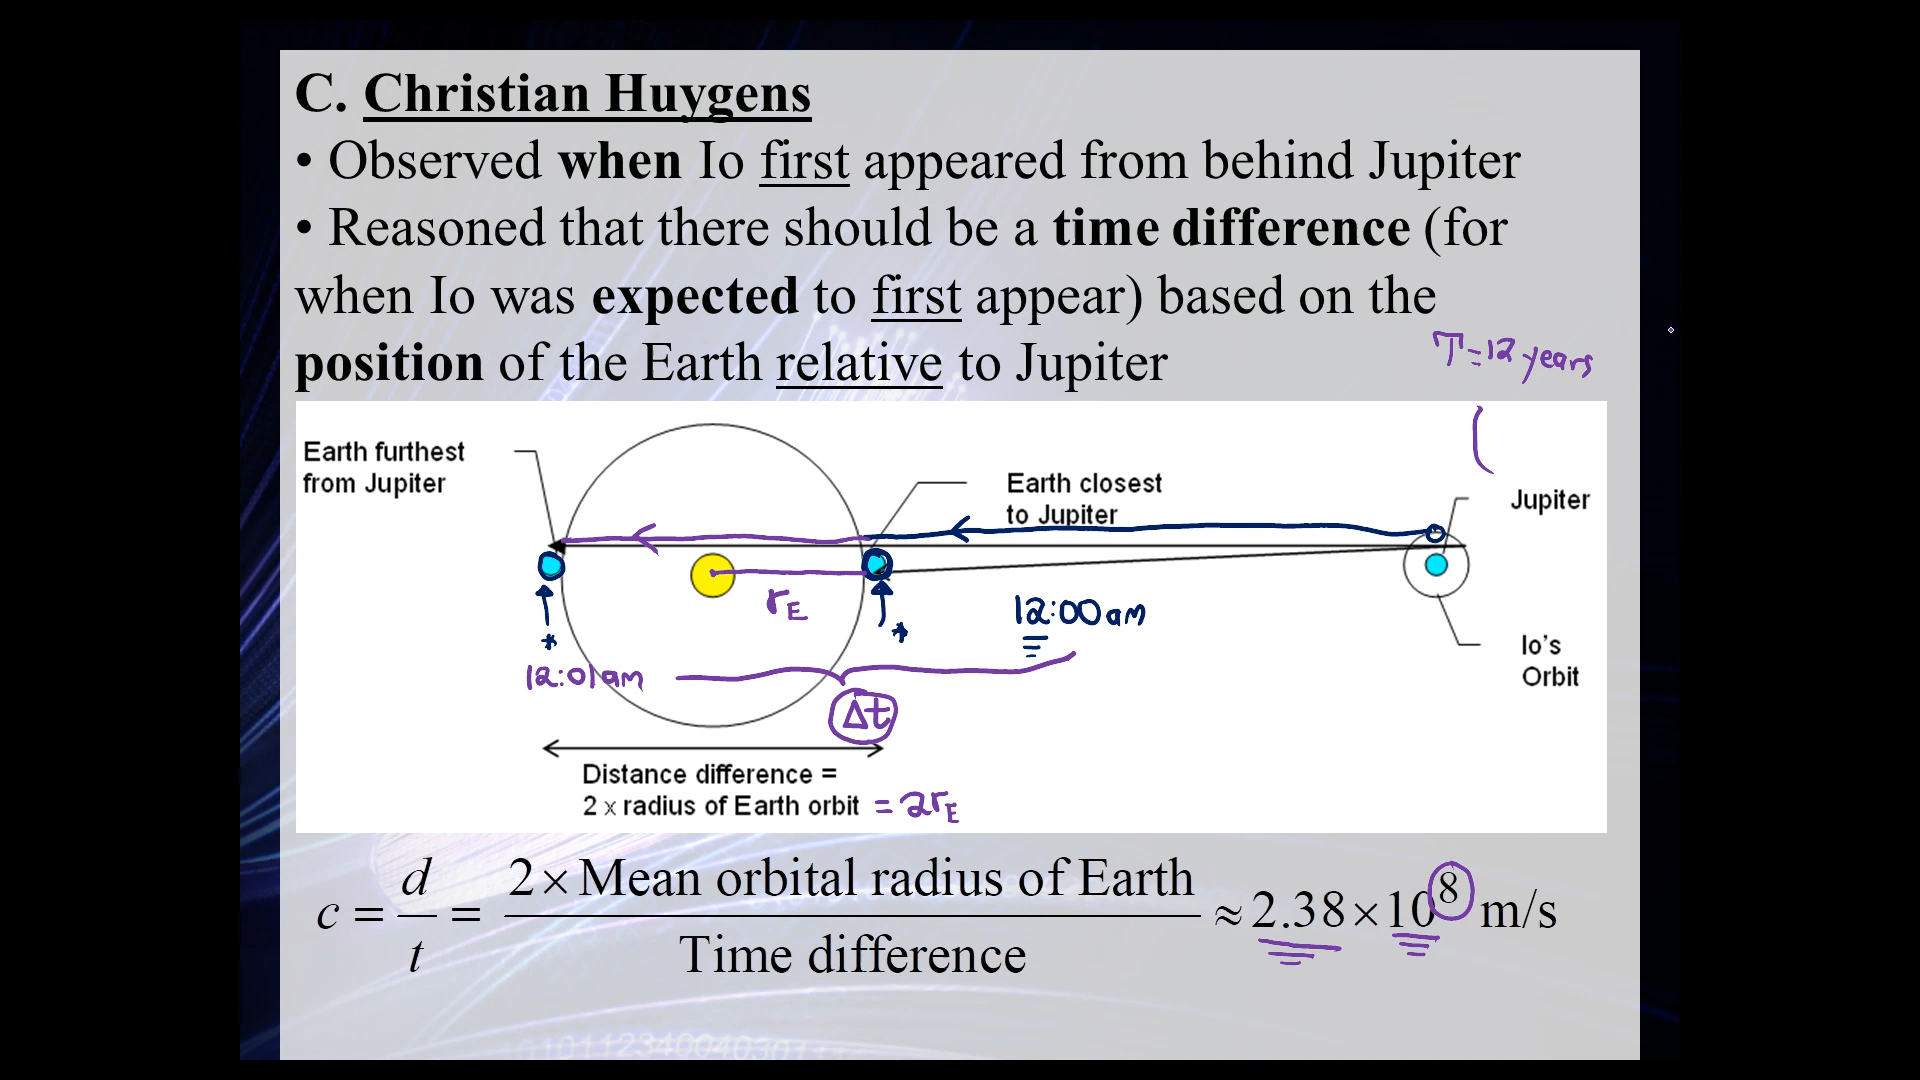 C. Christian Huygens
• Observed when Io first appeared from behind Jupiter
• Reasoned that there should be a time difference (for
when Io was expected to first appear) based on the
position of the Earth relative to Jupiter
T=12 years
Earth furthest
from Jupiter
Earth closest
to Jupiter
Jupiter
rE
12:00am
*
*
12:01am
Io's
Orbit
Δt
Distance difference =
2 x radius of Earth orbit = 2rE
c = d/t = 2 × Mean orbital radius of Earth / Time difference ≈ 2.38 × 10^8 m/s